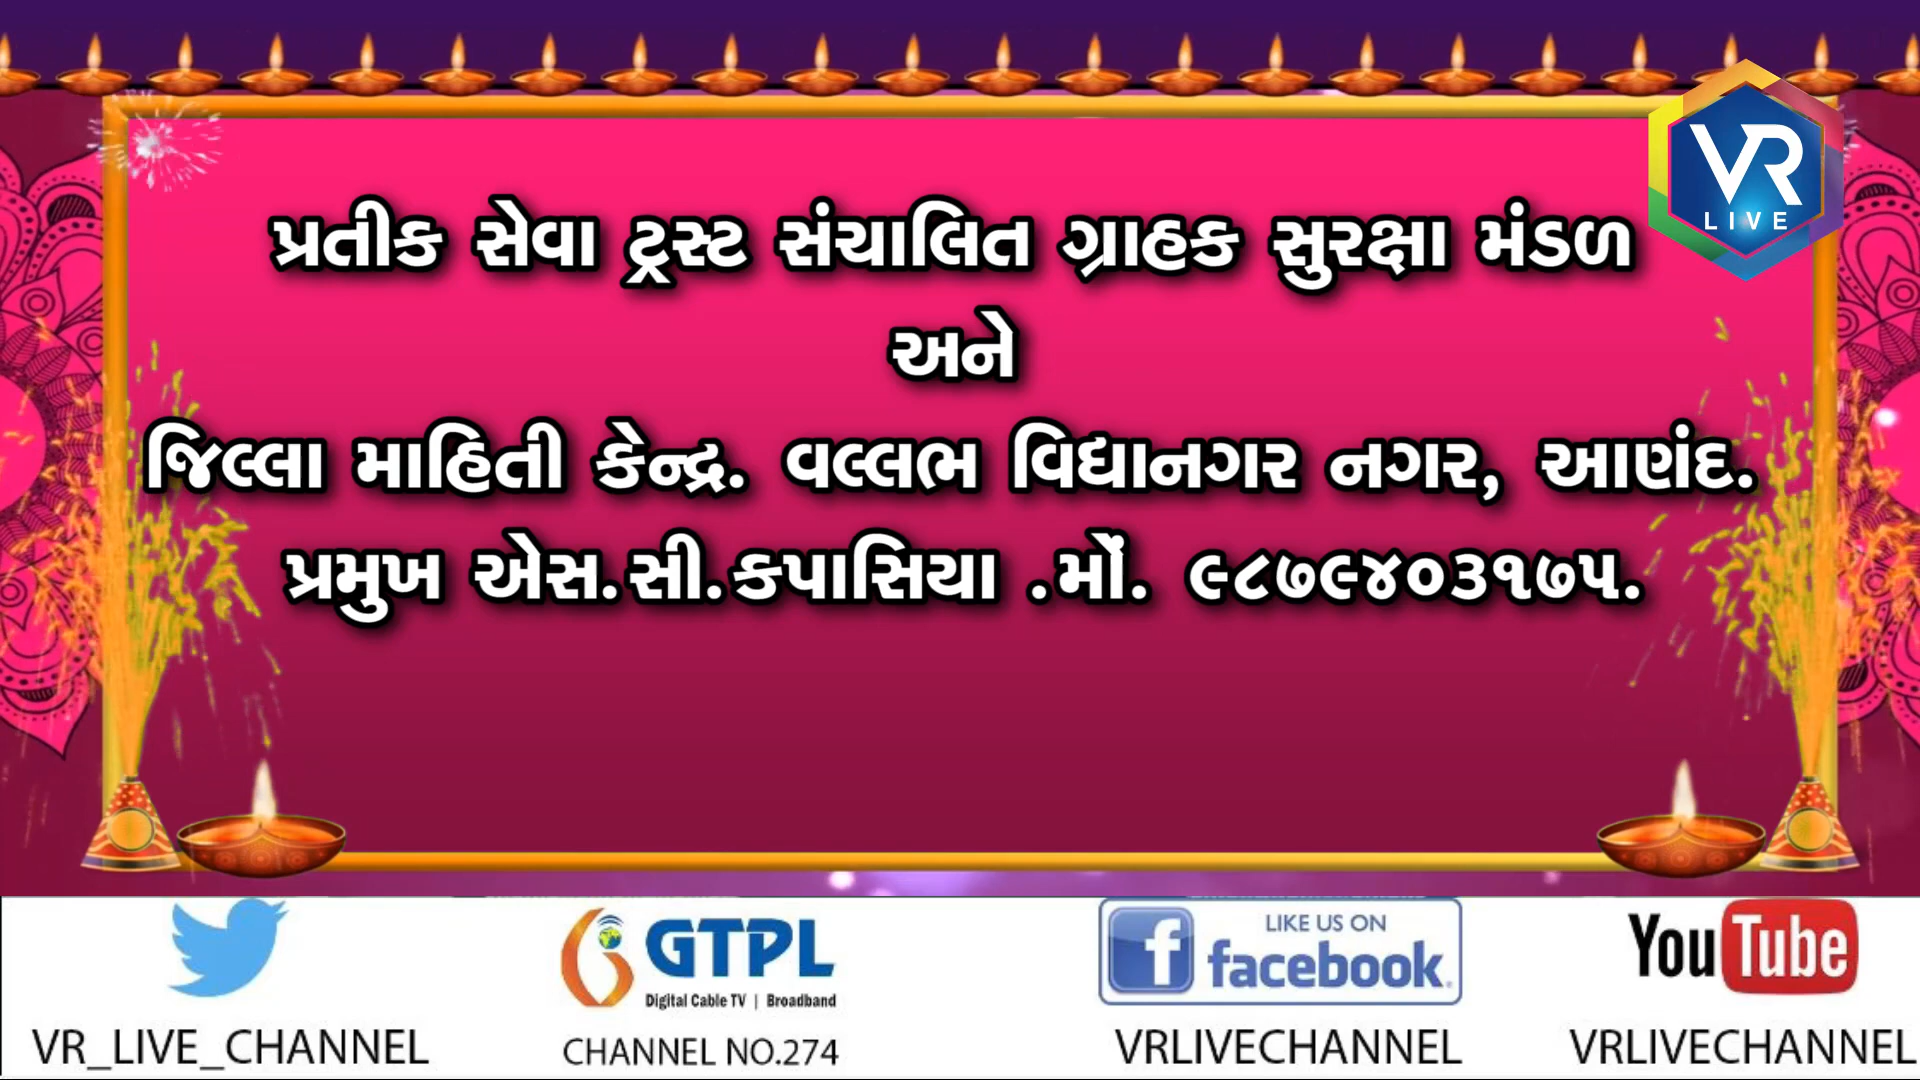 VR
LIVE
પ્રતીક સેવા ટ્રસ્ટ સંચાલિત ગ્રાહક સુરક્ષા મંડળ
અને
જિલ્લા માહિતી કેન્દ્ર. વલ્લભ વિદ્યાનગર નગર, આણંદ.
પ્રમુખ એસ.સી.કપાસિયા .મોં. ૯૮૭૯૪૦૩૧૭૫.
GTPL
Digital Cable TV | Broadband
LIKE US ON
facebook.
YouTube
VR_LIVE_CHANNEL
CHANNEL NO.274
VRLIVECHANNEL
VRLIVECHANNEL